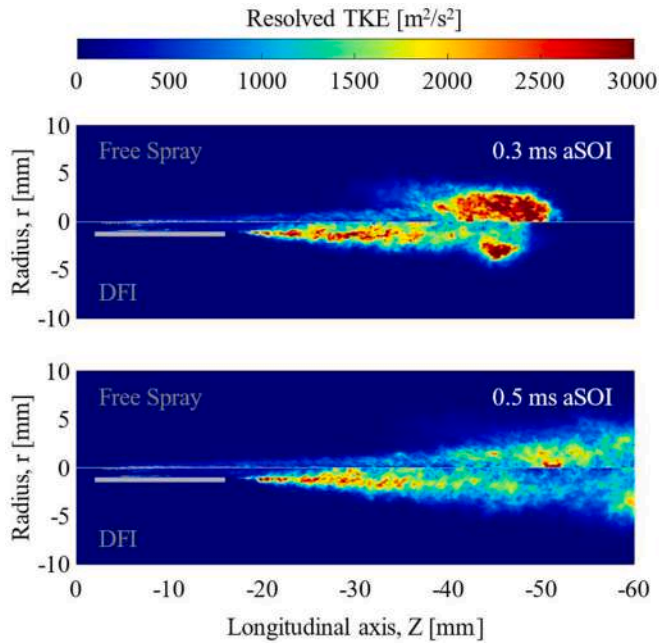 Resolved TKE [m²/s²]
0 500 1000 1500 2000 2500 3000
10
Free Spray 0.3 ms aSOI
5
0
-5
DFI
-10
Radius, r [mm]
10
Free Spray 0.5 ms aSOI
5
0
-5
DFI
-10
Radius, r [mm]
0 -10 -20 -30 -40 -50 -60
Longitudinal axis, Z [mm]